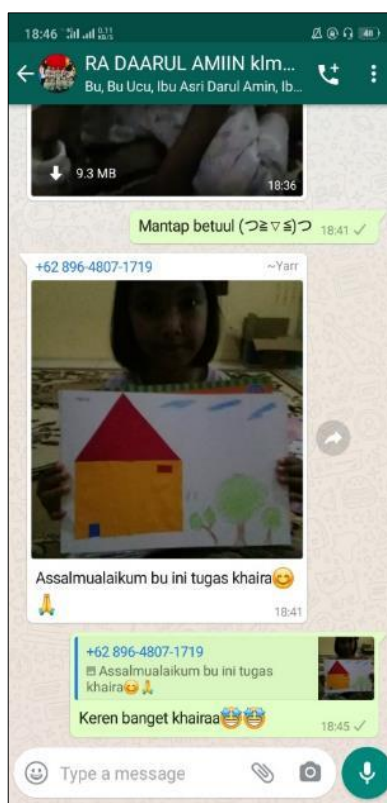 18:46
RA DAARUL AMIIN klm...
Bu, Bu Ucu, Ibu Asri Darul Amin, Ib...
9.3 MB
18:36
Mantap betuul (つ≧▽≦)つ 18:41
+62 896-4807-1719 ~Yarr
Assalmualaikum bu ini tugas khaira😊
🙏
18:41
+62 896-4807-1719
Assalmualaikum bu ini tugas
khaira😊🙏
Keren banget khairaa🤩🤩
18:45
Type a message